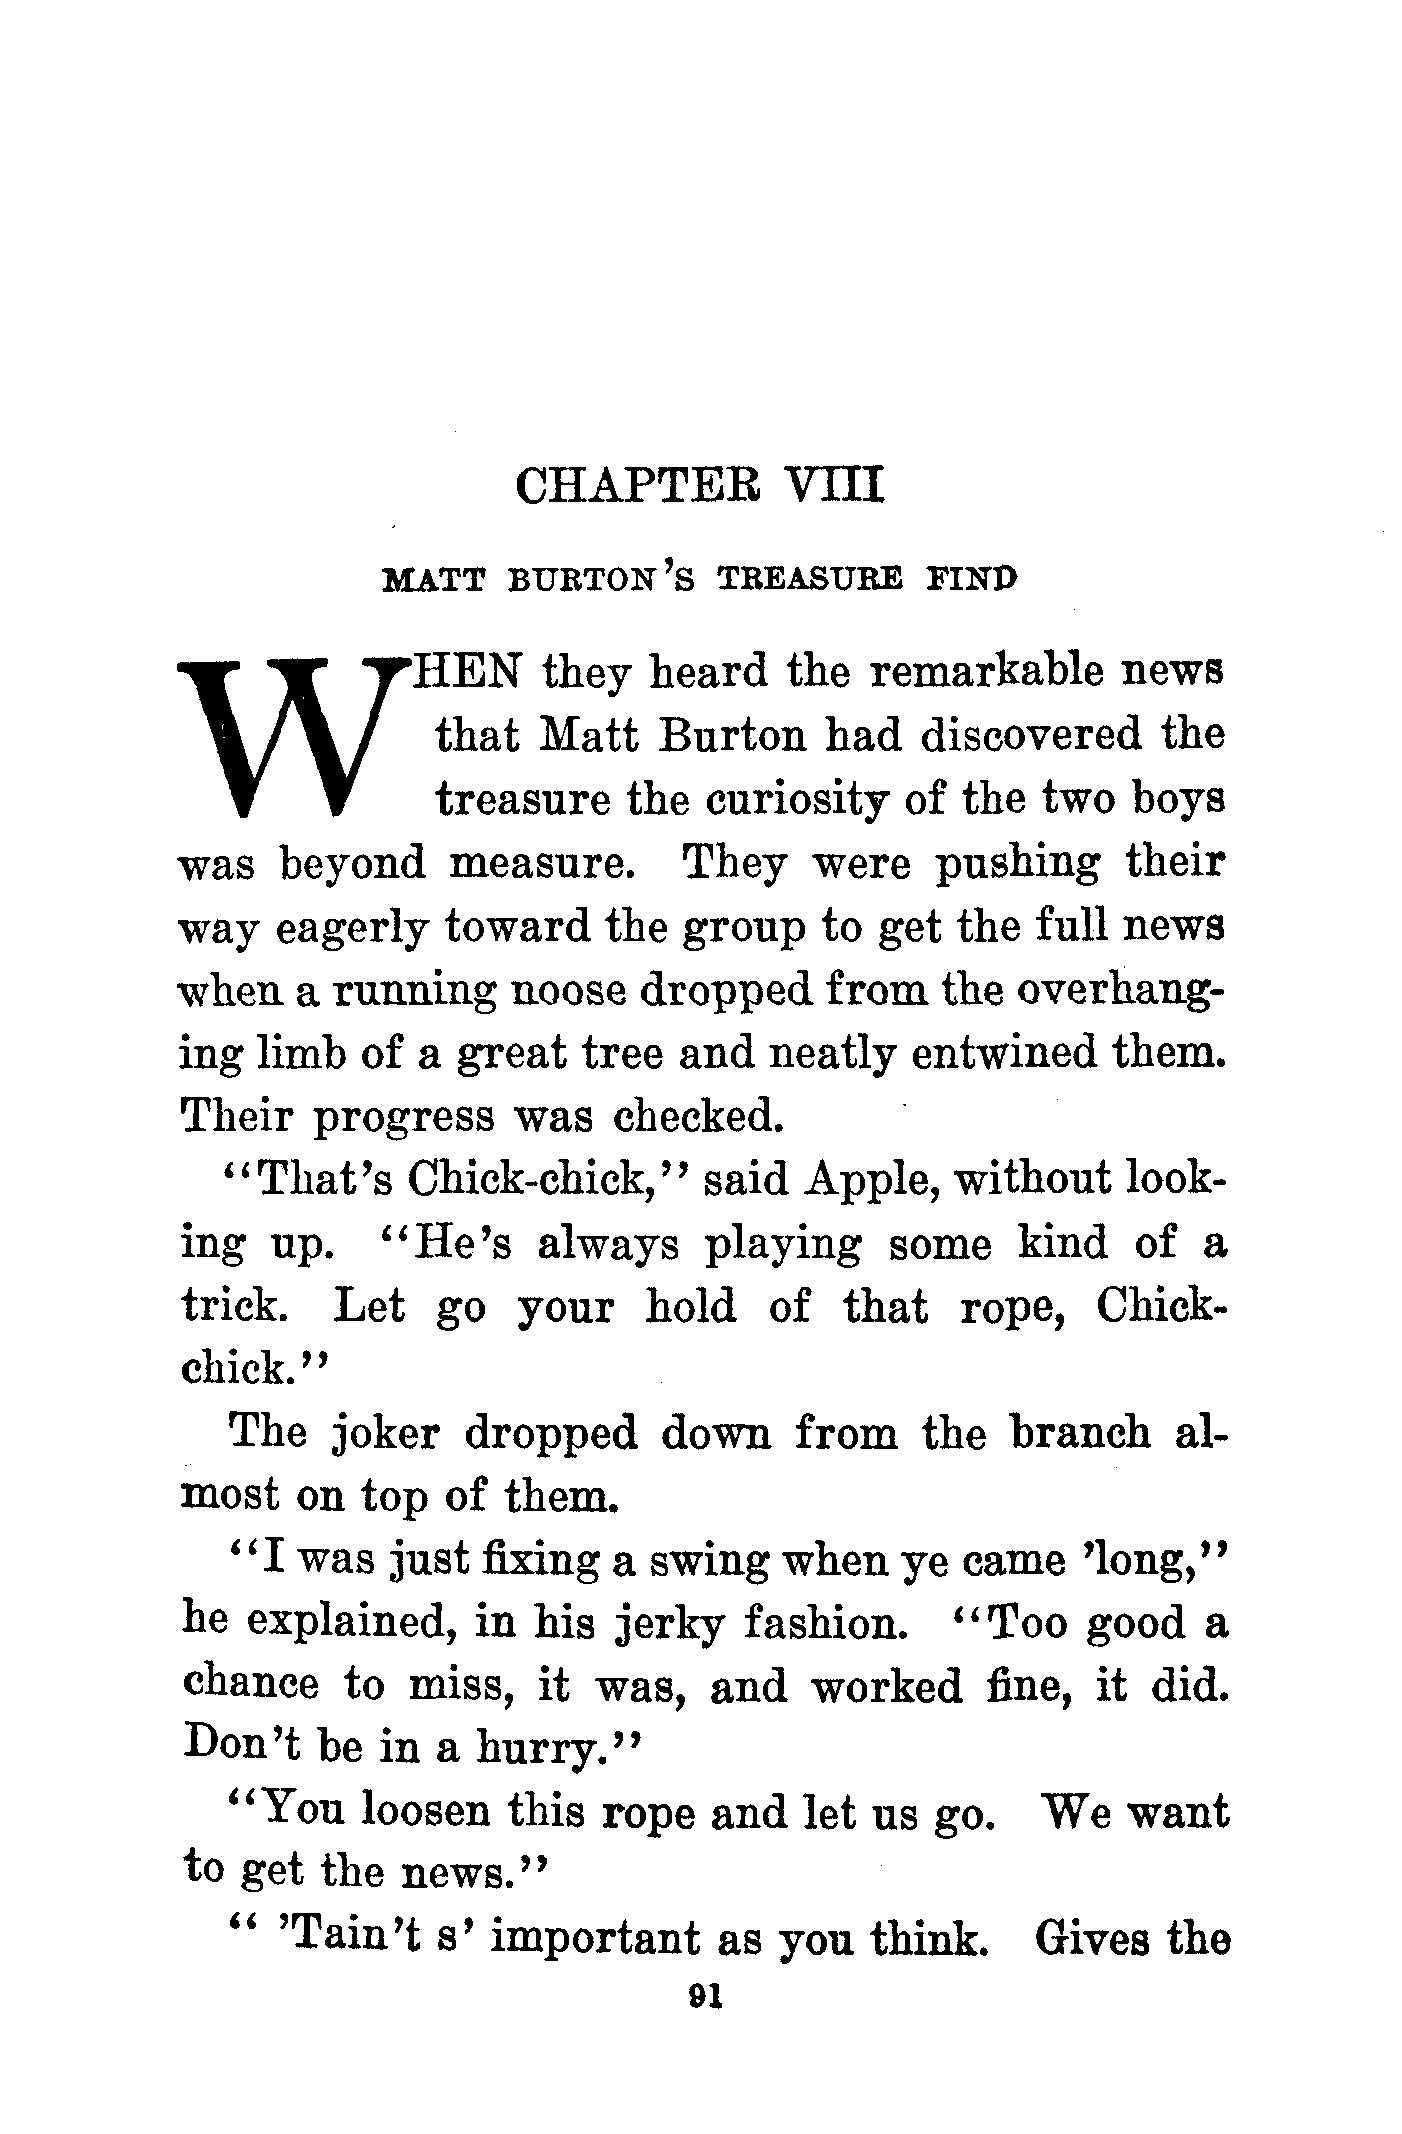 CHAPTER VIII
MATT BURTON'S TREASURE FIND
WHEN they heard the remarkable news
that Matt Burton had discovered the
treasure the curiosity of the two boys
was beyond measure. They were pushing their
way eagerly toward the group to get the full news
when a running noose dropped from the overhang-
ing limb of a great tree and neatly entwined them.
Their progress was checked.
"That's Chick-chick," said Apple, without look-
ing up. "He's always playing some kind of a
trick. Let go your hold of that rope, Chick-
chick."
The joker dropped down from the branch al-
most on top of them.
"I was just fixing a swing when ye came 'long,"
he explained, in his jerky fashion. "Too good a
chance to miss, it was, and worked fine, it did.
Don't be in a hurry."
"You loosen this rope and let us go. We want
to get the news."
" 'Tain't s' important as you think. Gives the
91